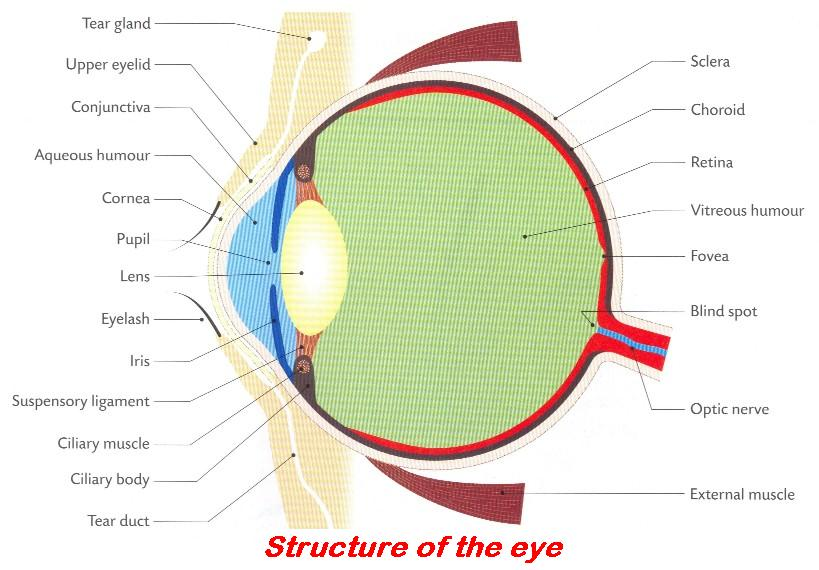 Tear gland
Upper eyelid
Conjunctiva
Aqueous humour
Cornea
Pupil
Lens
Eyelash
Iris
Suspensory ligament
Ciliary muscle
Ciliary body
Tear duct
Sclera
Choroid
Retina
Vitreous humour
Fovea
Blind spot
Optic nerve
External muscle
Structure of the eye